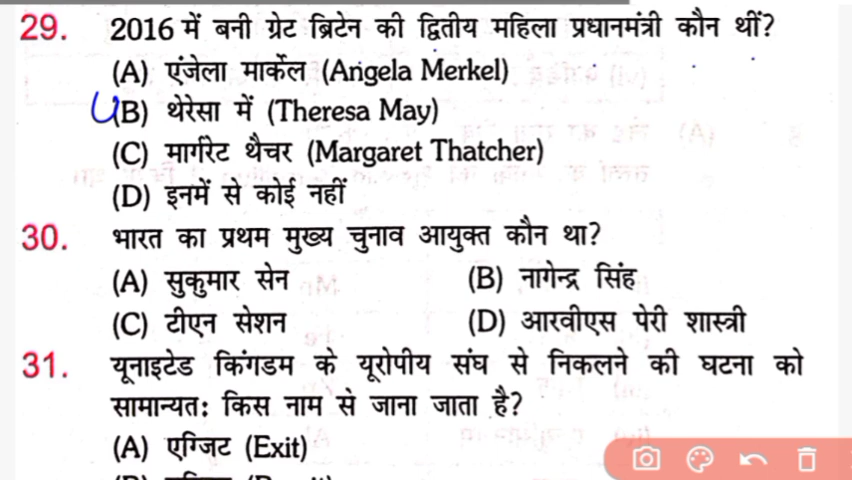 29. 2016 में बनी ग्रेट ब्रिटेन की द्वितीय महिला प्रधानमंत्री कौन थीं?
(A) एंजेला मार्केल (Angela Merkel)
(B) थेरेसा में (Theresa May)
(C) मार्गरेट थैचर (Margaret Thatcher)
(D) इनमें से कोई नहीं
30. भारत का प्रथम मुख्य चुनाव आयुक्त कौन था?
(A) सुकुमार सेन (B) नागेन्द्र सिंह
(C) टीएन सेशन (D) आरवीएस पेरी शास्त्री
31. यूनाइटेड किंगडम के यूरोपीय संघ से निकलने की घटना को
सामान्यत: किस नाम से जाना जाता है?
(A) एग्जिट (Exit)